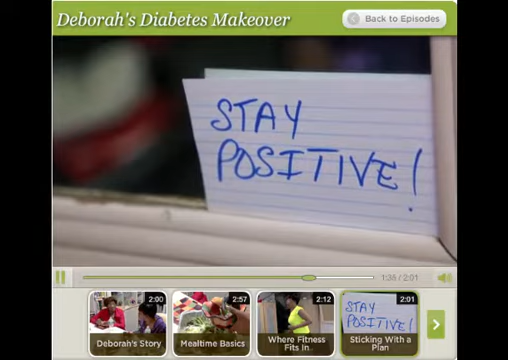 Deborah's Diabetes Makeover
Back to Episodes
STAY
POSITIVE!
1:38 / 2:01
2:00
Deborah's Story
2:57
Mealtime Basics
2:12
Where Fitness
Fits In
2:01
STAY
POSITIVE!
Sticking With a
Plan